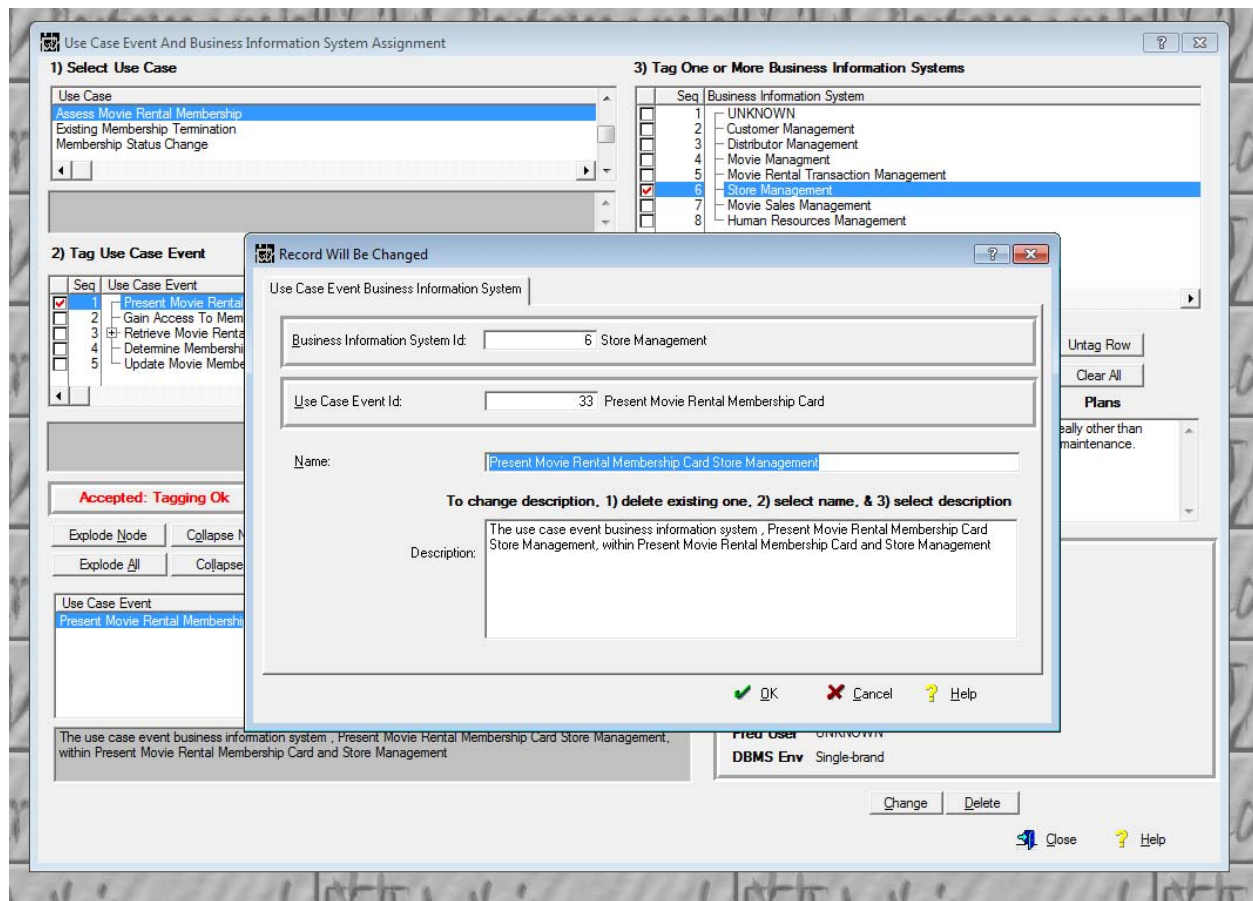 Use Case Event And Business Information System Assignment
1) Select Use Case
Use Case
Assess Movie Rental Membership
Existing Membership Termination
Membership Status Change
3) Tag One or More Business Information Systems
Seq Business Information System
1 UNKNOWN
2 Customer Management
3 Distributor Management
4 Movie Managment
5 Movie Rental Transaction Management
6 Store Management
7 Movie Sales Management
8 Human Resources Management
2) Tag Use Case Event
Seq Use Case Event
1 Present Movie Rental
2 Gain Access To Mem
3 Retrieve Movie Renta
4 Determine Membershi
5 Update Movie Membe
Accepted: Tagging Ok
Explode Node Collapse N
Explode All Collapse
Use Case Event
Present Movie Rental Membershi
The use case event business information system , Present Movie Rental Membership Card Store Management,
within Present Movie Rental Membership Card and Store Management
Record Will Be Changed
Use Case Event Business Information System
Business Information System Id: 6 Store Management
Use Case Event Id: 33 Present Movie Rental Membership Card
Name: Present Movie Rental Membership Card Store Management
To change description, 1) delete existing one, 2) select name, & 3) select description
Description: The use case event business information system , Present Movie Rental Membership Card
Store Management, within Present Movie Rental Membership Card and Store Management
OK Cancel Help
Untag Row
Clear All
Plans
eally other than
maintenance.
Pred User UNKNOWN
DBMS Env Single-brand
Change Delete
Close Help